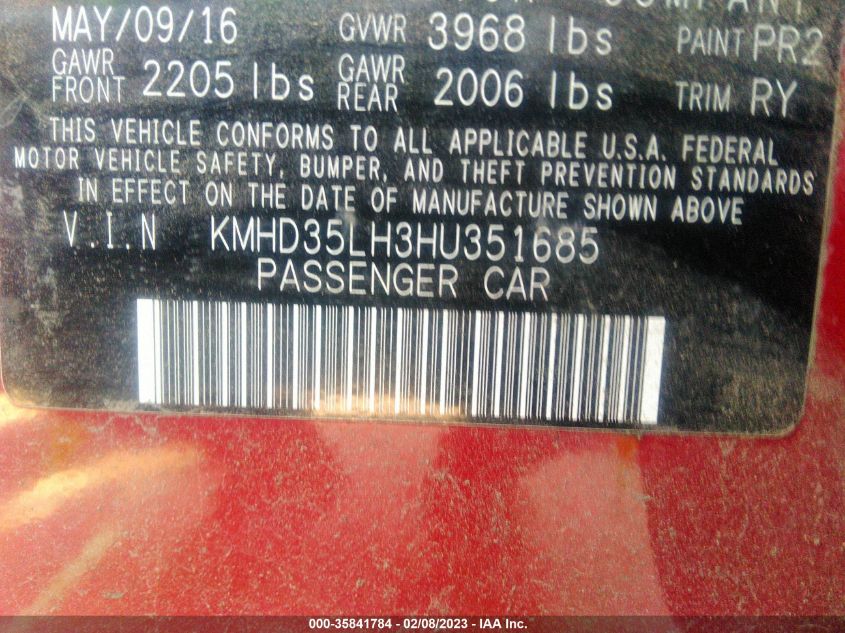 COMPANY
MAY/09/16 GVWR 3968 lbs PAINT PR2
GAWR FRONT 2205 lbs GAWR REAR 2006 lbs TRIM RY
THIS VEHICLE CONFORMS TO ALL APPLICABLE U.S.A. FEDERAL
MOTOR VEHICLE SAFETY, BUMPER, AND THEFT PREVENTION STANDARDS
IN EFFECT ON THE DATE OF MANUFACTURE SHOWN ABOVE
V.I.N KMHD35LH3HU351685
PASSENGER CAR
000-35841784 - 02/08/2023 - IAA Inc.